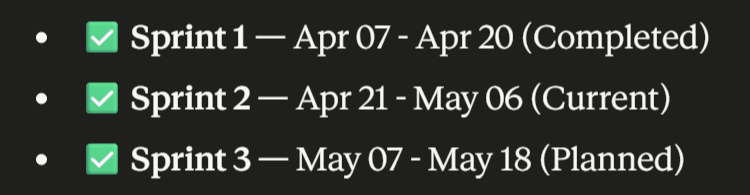 • ✅ Sprint 1 — Apr 07 - Apr 20 (Completed)
• ✅ Sprint 2 — Apr 21 - May 06 (Current)
• ✅ Sprint 3 — May 07 - May 18 (Planned)